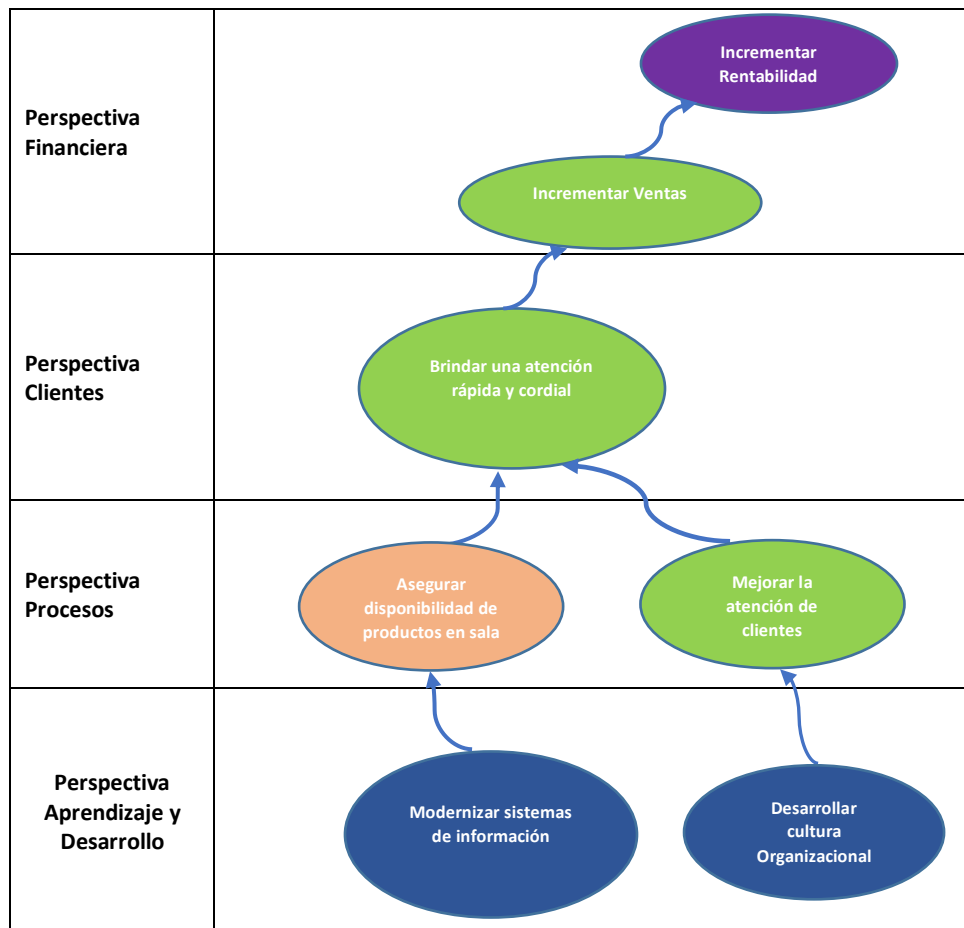 Incrementar
Rentabilidad
Perspectiva
Financiera
Incrementar Ventas
Perspectiva
Clientes
Brindar una atención
rápida y cordial
Perspectiva
Procesos
Asegurar
disponibilidad de
productos en sala
Mejorar la
atención de
clientes
Perspectiva
Aprendizaje y
Desarrollo
Modernizar sistemas
de información
Desarrollar
cultura
Organizacional